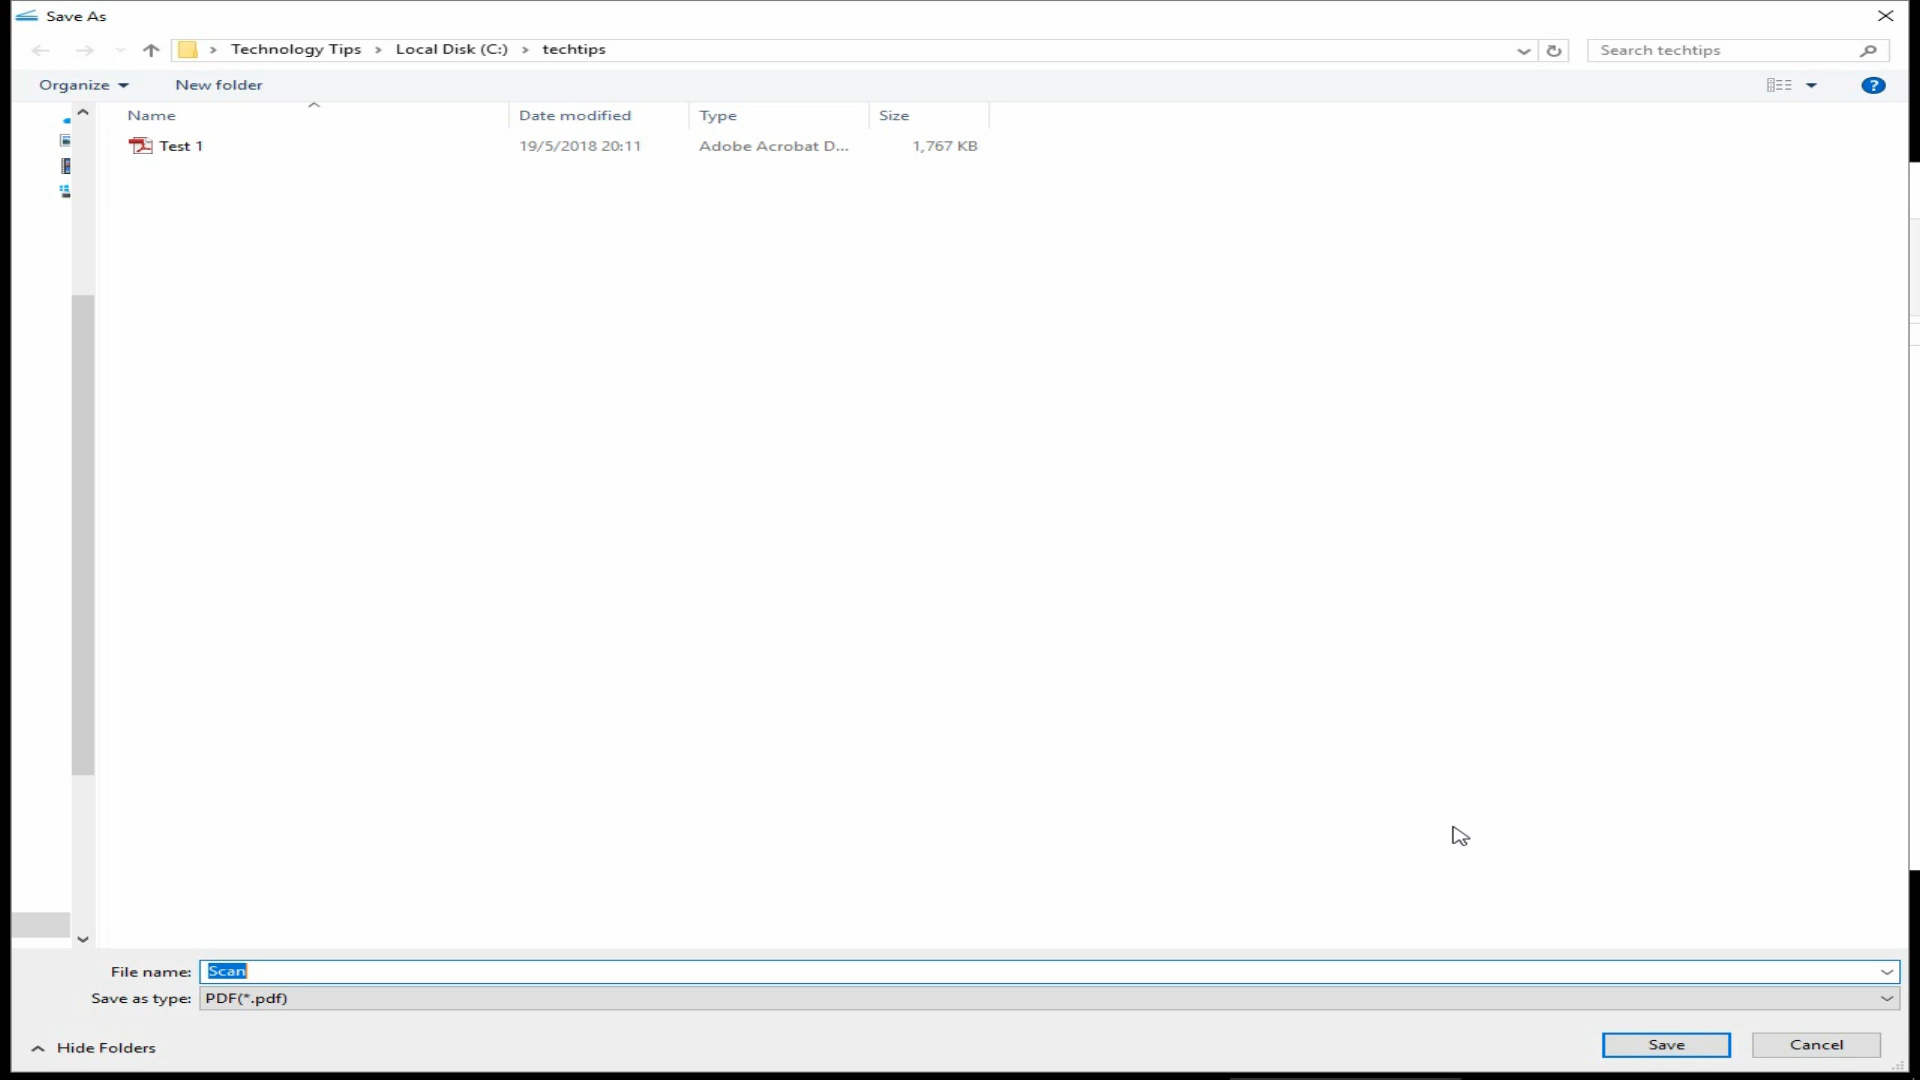 Save As
Technology Tips > Local Disk (C:) > techtips
Search techtips
Organize
New folder
?
Name
Date modified
Type
Size
Test 1
19/5/2018 20:11
Adobe Acrobat D...
1,767 KB
File name: Scan
Save as type: PDF(*.pdf)
Hide Folders
Save
Cancel